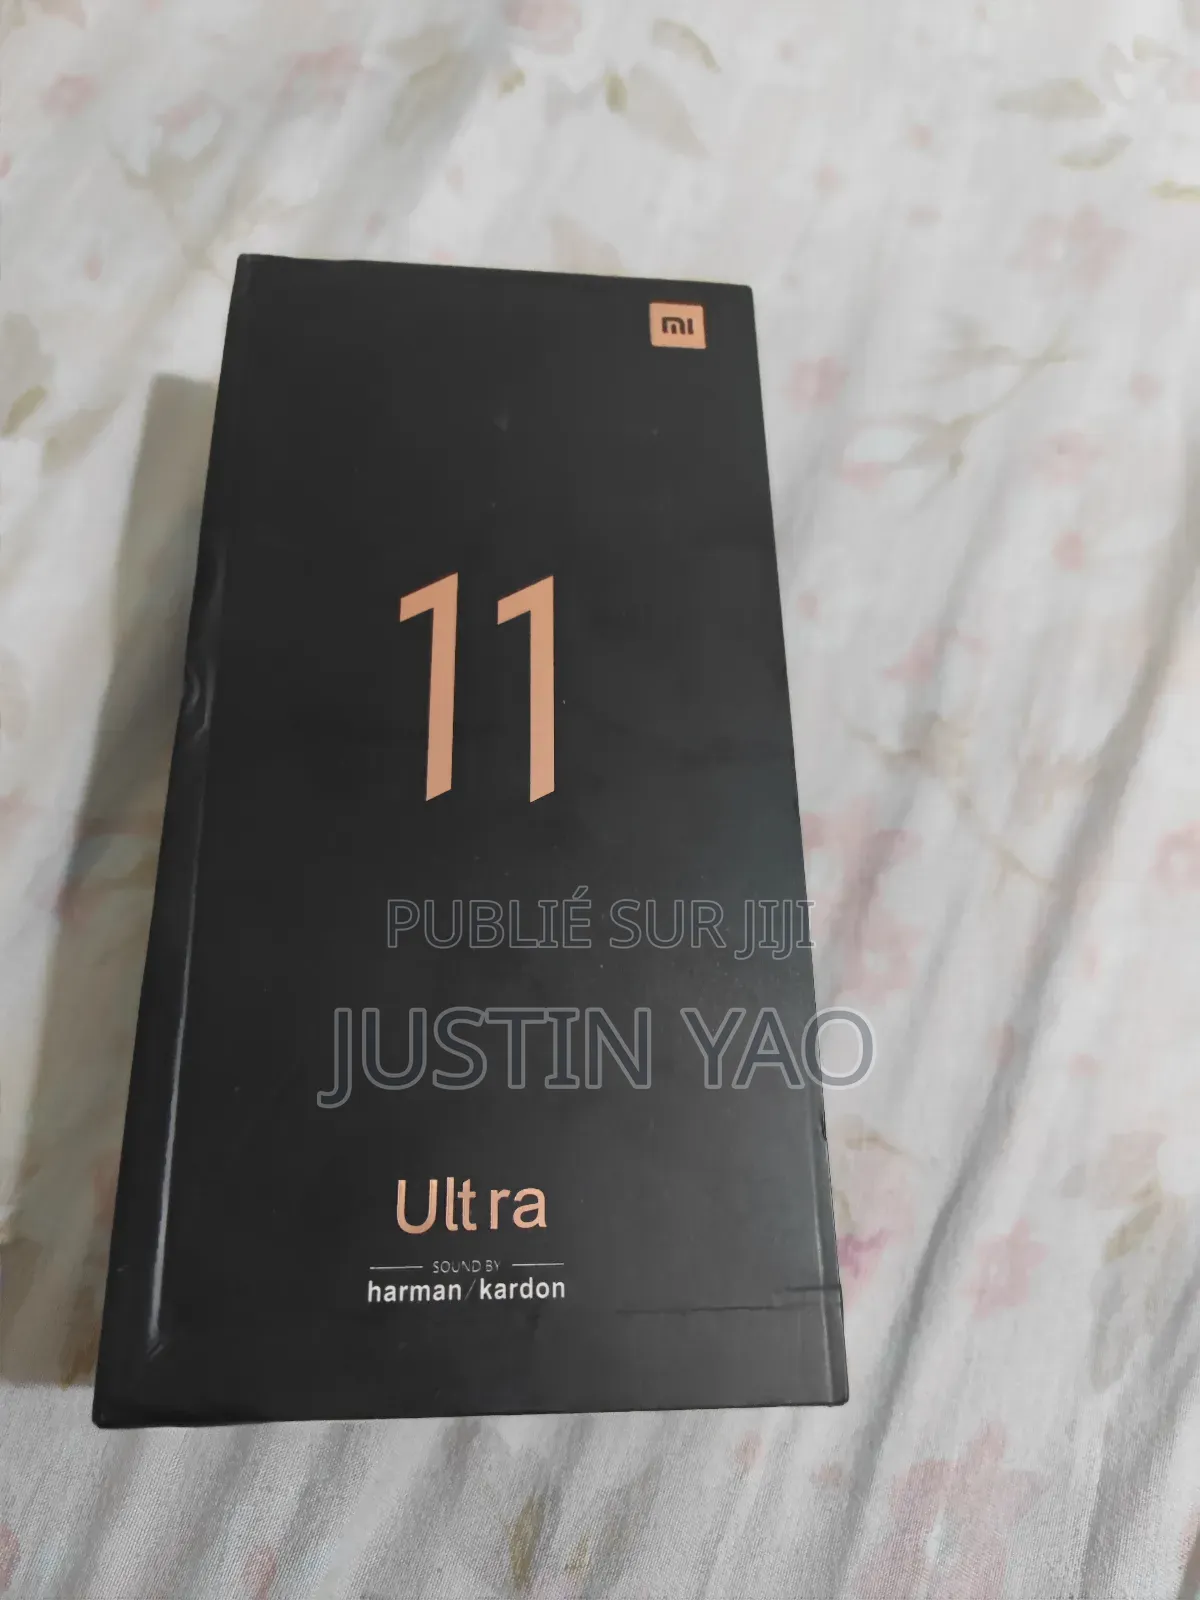 mi
11
PUBLIÉ SUR JIJI
JUSTIN YAO
Ultra
SOUND BY
harman/kardon